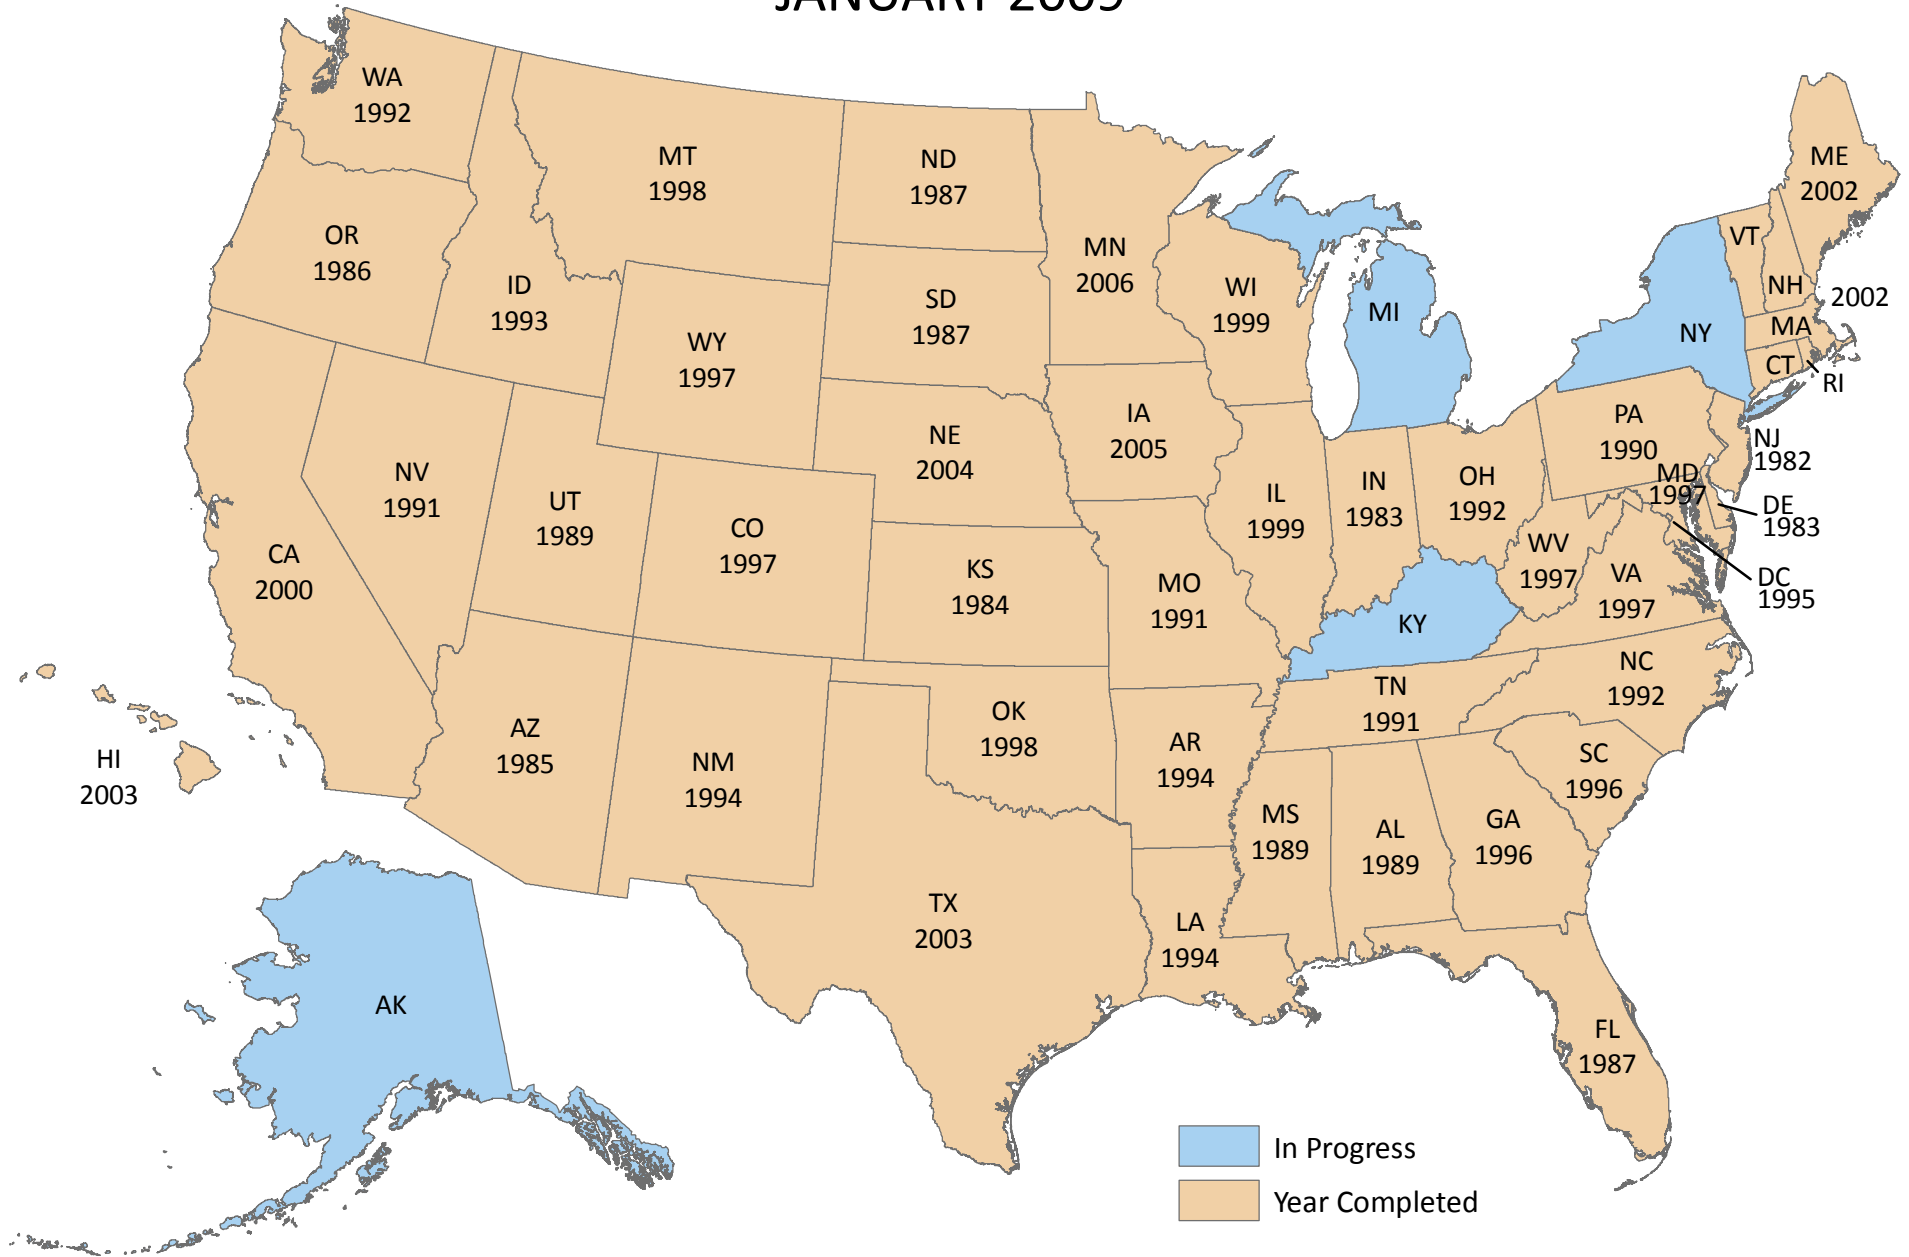 WA
1992
MT
1998
ND
1987
ME
2002
OR
1986
ID
1993
MN
2006
VT
NH
2002
WI
1999
SD
1987
MI
NY
MA
CT
RI
WY
1997
IA
2005
PA
1990
NE
2004
NJ
1982
NV
1991
UT
1989
CO
1997
IL
1999
IN
1983
OH
1992
MD
1997
DE
1983
CA
2000
KS
1984
MO
1991
WV
1997
VA
1997
DC
1995
KY
NC
1992
TN
1991
AZ
1985
NM
1994
OK
1998
AR
1994
SC
1996
HI
2003
MS
1989
AL
1989
GA
1996
TX
2003
LA
1994
AK
FL
1987
In Progress
Year Completed